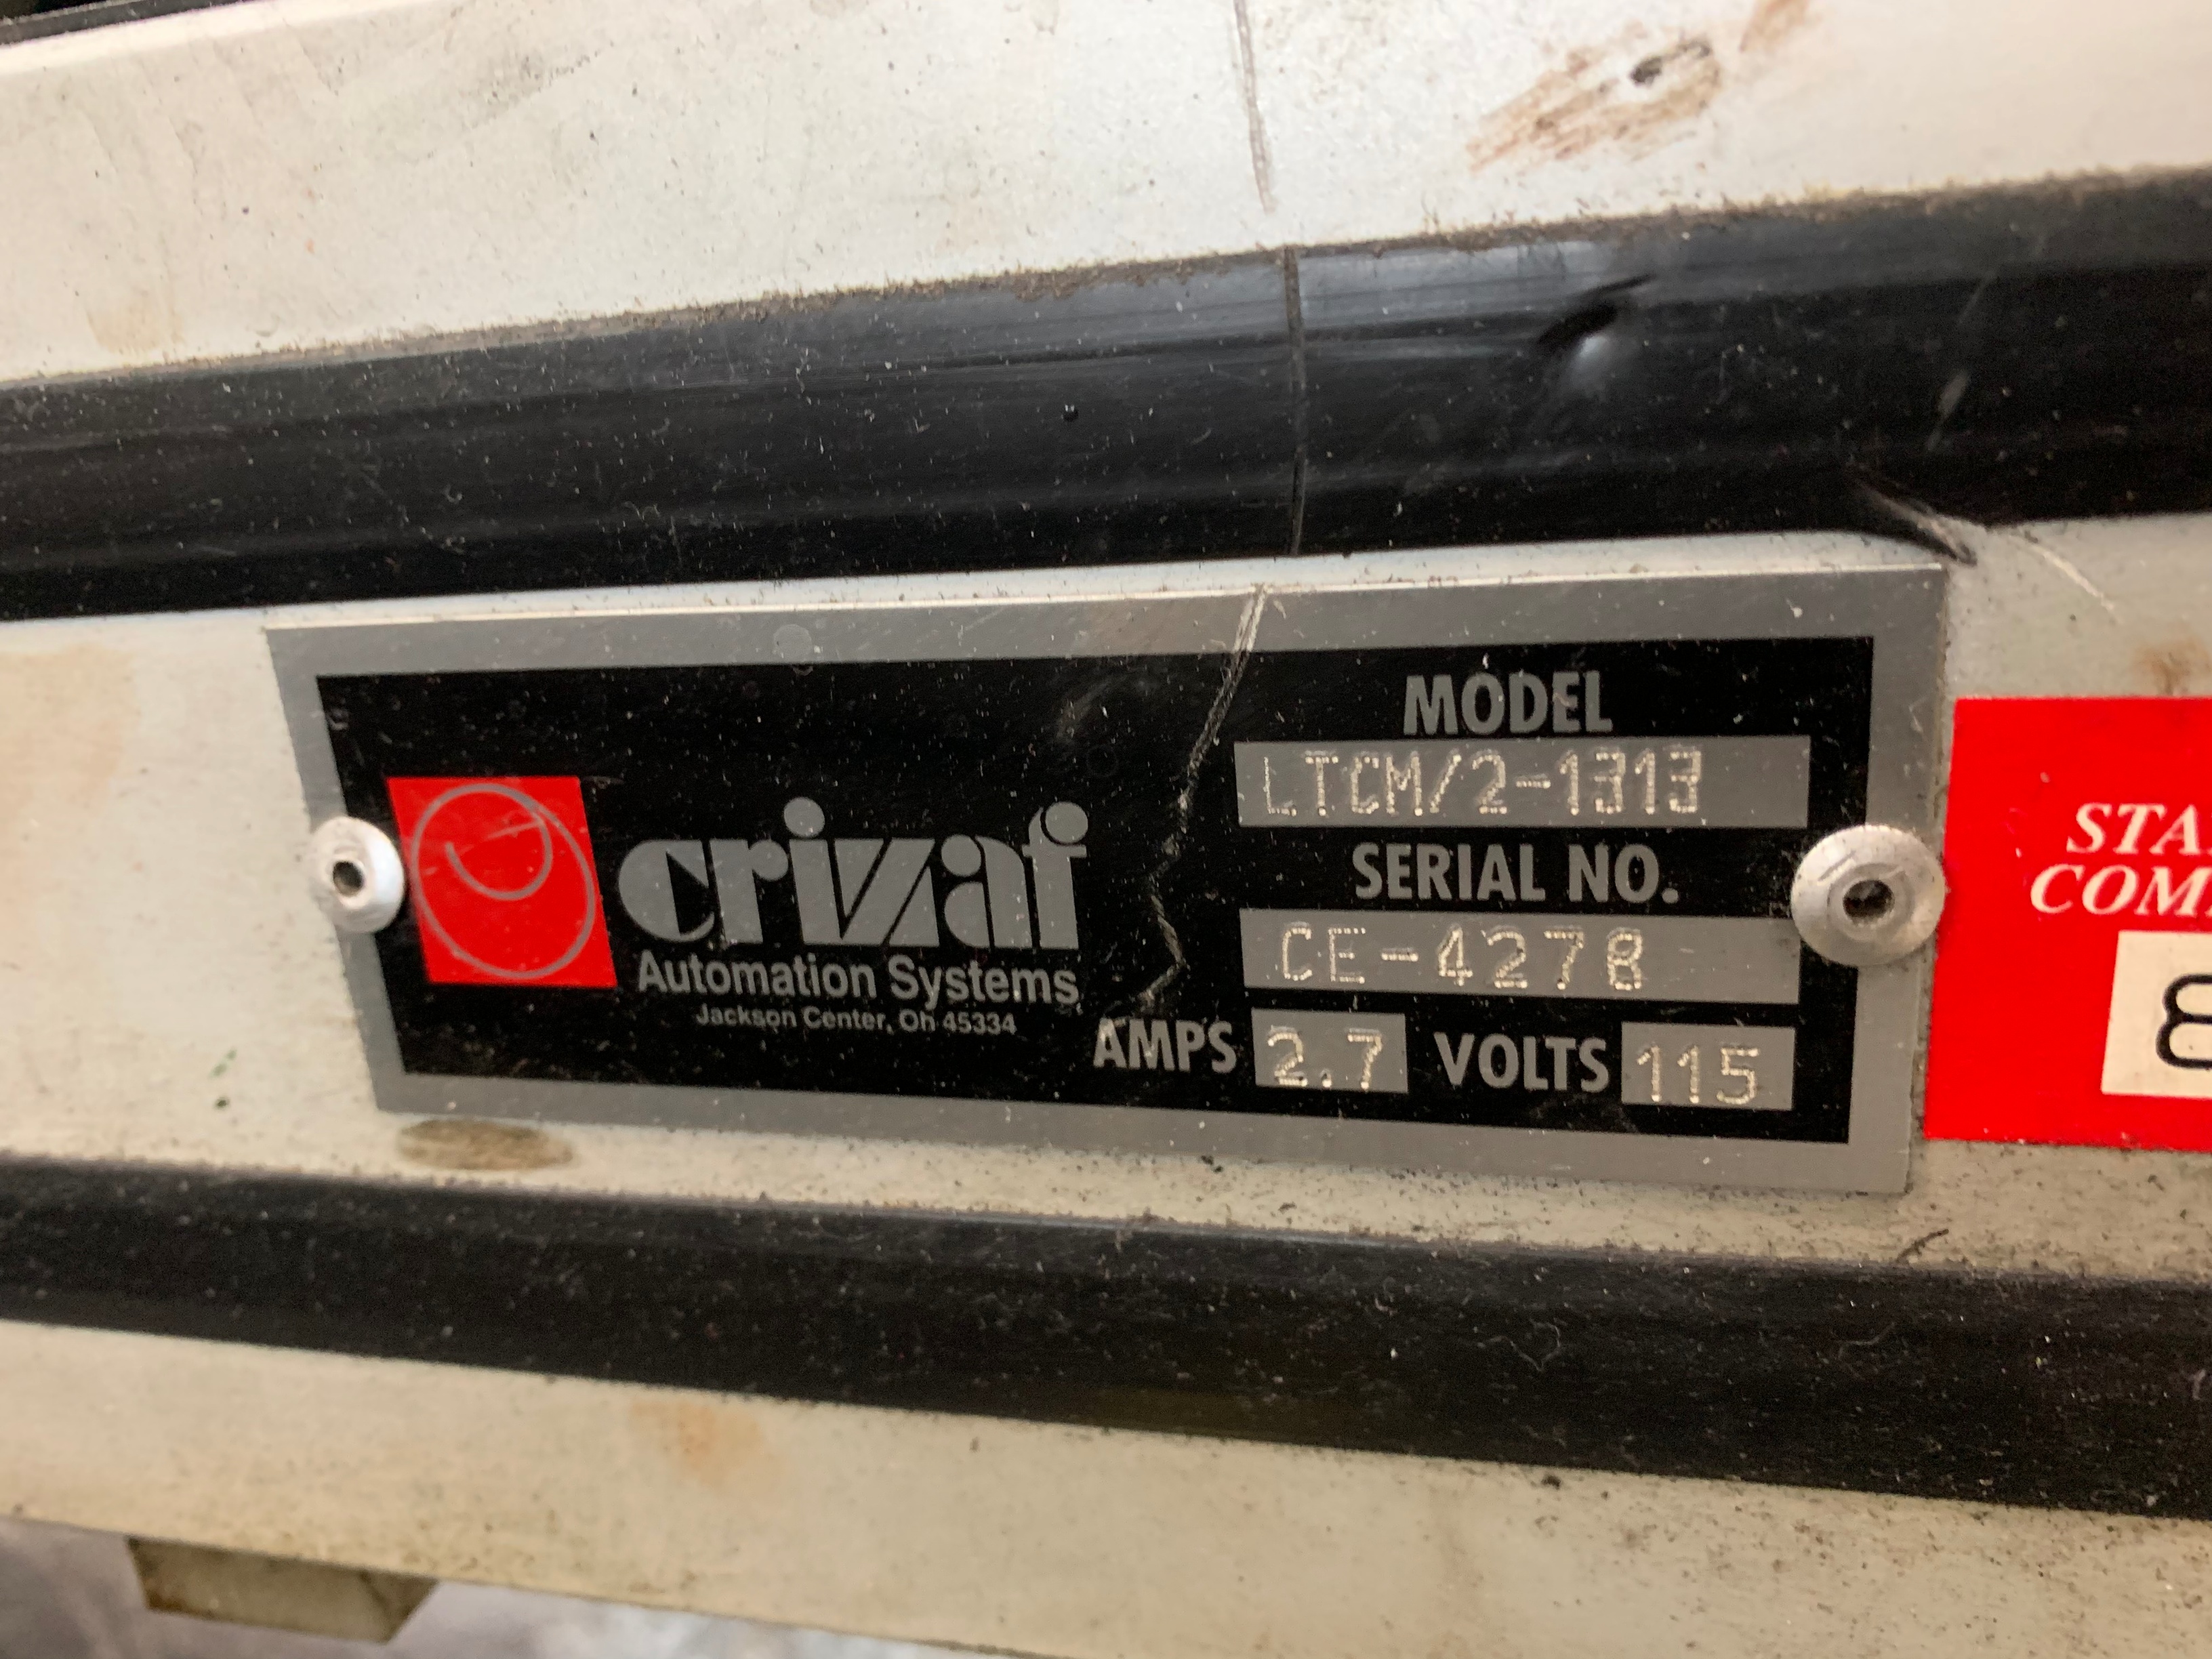 crizaf
Automation Systems
Jackson Center, Oh 45334
MODEL
LTCM/2-1313
SERIAL NO.
CE-4278
AMPS 2.7 VOLTS 115